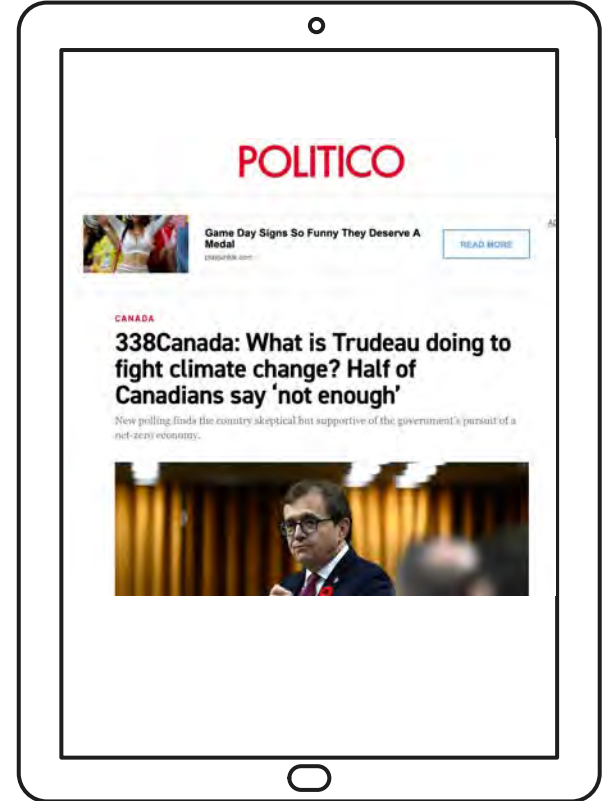 POLITICO
Game Day Signs So Funny They Deserve A
Medal
READ MORE
CANADA
338Canada: What is Trudeau doing to
fight climate change? Half of
Canadians say ‘not enough’
New polling finds the country skeptical but supportive of the government's pursuit of a
net-zero economy.